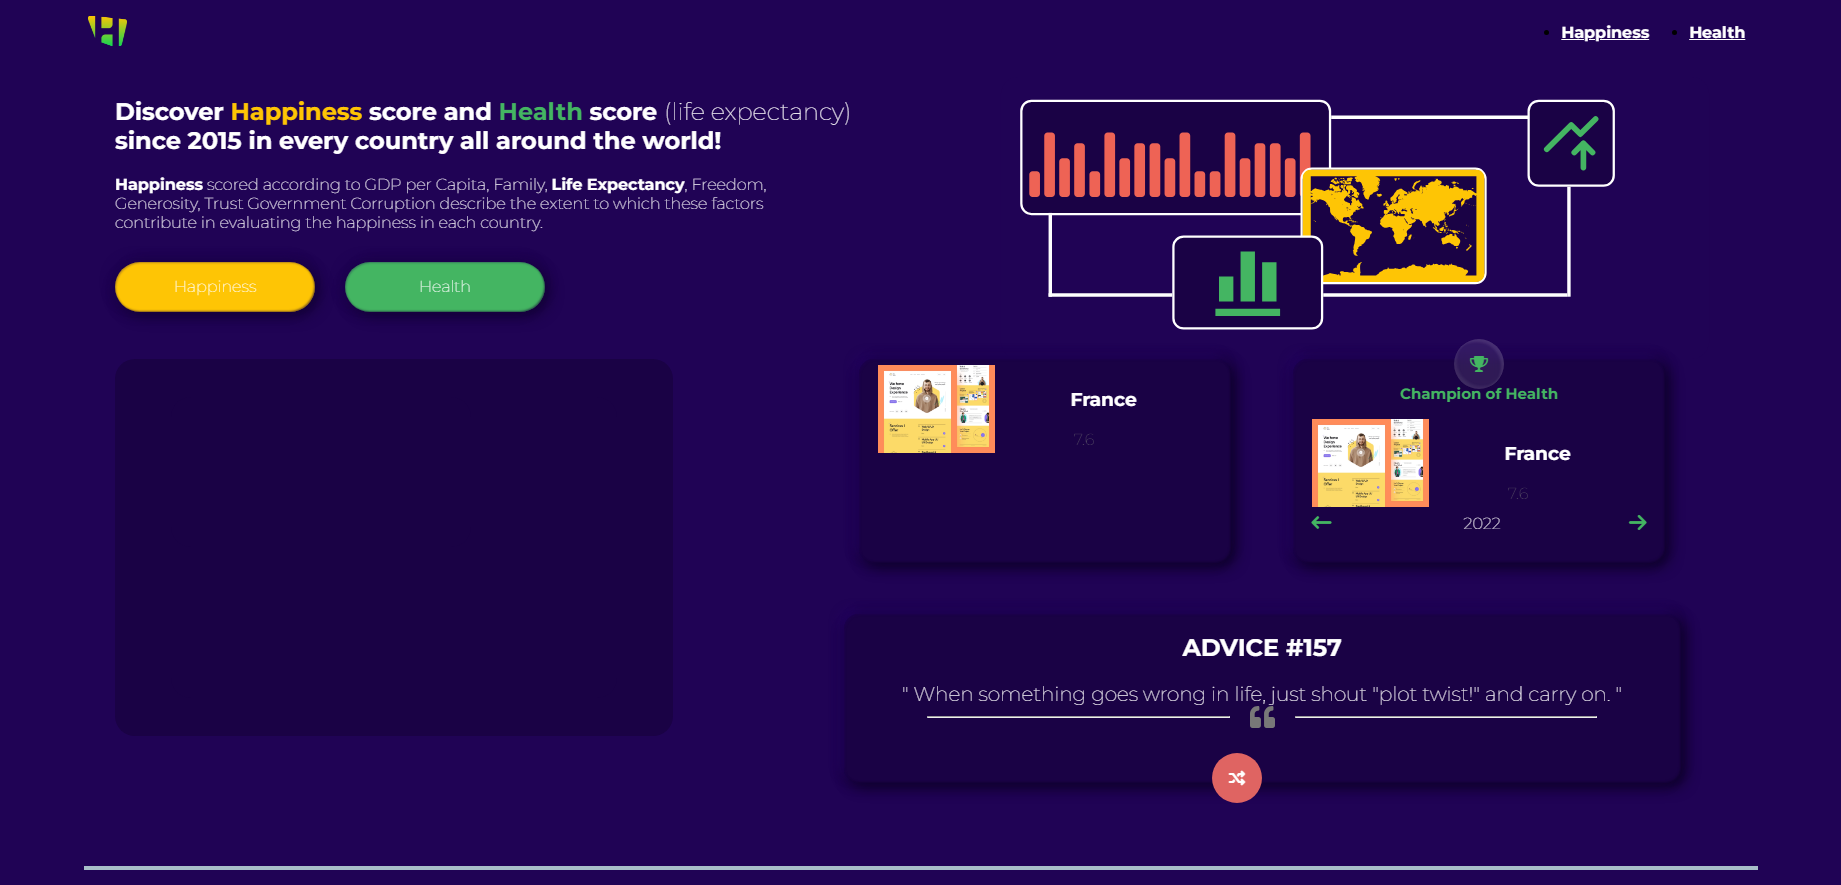 Happiness
Health
Discover Happiness score and Health score (life expectancy)
since 2015 in every country all around the world!
Happiness scored according to GDP per Capita, Family, Life Expectancy, Freedom,
Generosity, Trust Government Corruption describe the extent to which these factors
contribute in evaluating the happiness in each country.
Happiness
Health
France
7.6
Champion of Health
France
7.6
2022
ADVICE #157
" When something goes wrong in life, just shout "plot twist!" and carry on. "